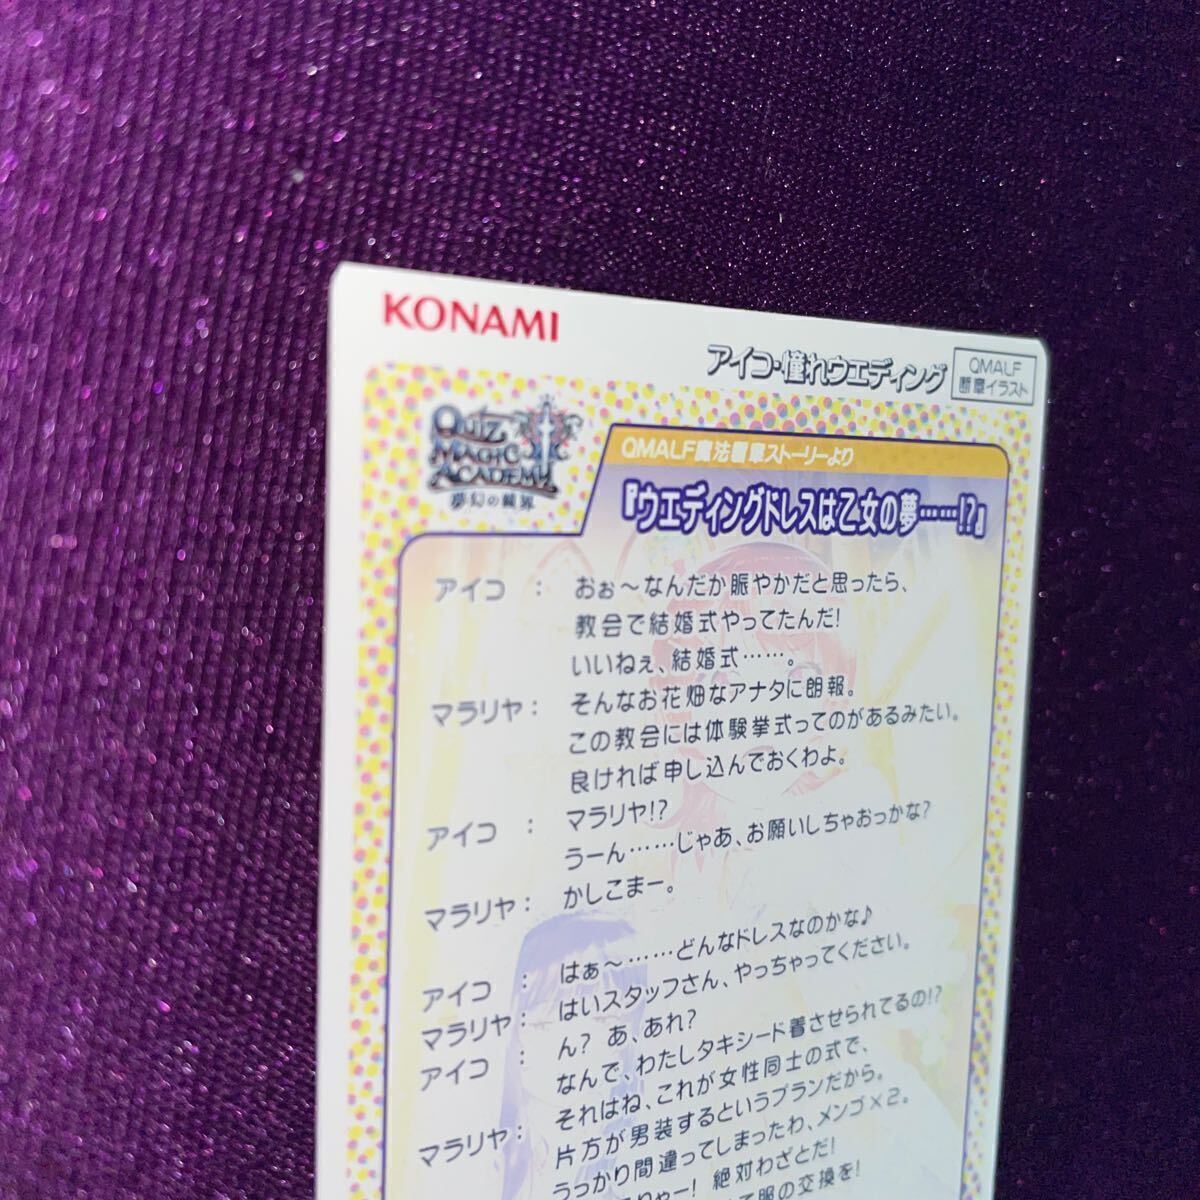 KONAMI
アイコ・憧れウエディング
QMALF
断章イラスト
QUIZ
MAGIC
ACADEMY
夢幻の鏡界
QMALF魔法断章ストーリーより
『ウエディングドレスは乙女の夢……!?』
アイコ : おぉ～なんだか賑やかだと思ったら、
教会で結婚式やってたんだ!
いいねぇ、結婚式……。
マラリヤ: そんなお花畑なアナタに朗報。
この教会には体験挙式ってのがあるみたい。
良ければ申し込んでおくわよ。
アイコ : マラリヤ!?
うーん……じゃあ、お願いしちゃおっかな?
マラリヤ: かしこまー。
アイコ : はぁ～……どんなドレスなのかな♪
マラリヤ: はいスタッフさん、やっちゃってください。
アイコ : ん? あ、あれ?
なんで、わたしタキシード着させられてるの!?
マラリヤ: それはね、これが女性同士の式で、
片方が男装するというプランだから。
うっかり間違ってしまったわ、メンゴ×2。
りゃー! 絶対わざとだ!
て服の交換を!